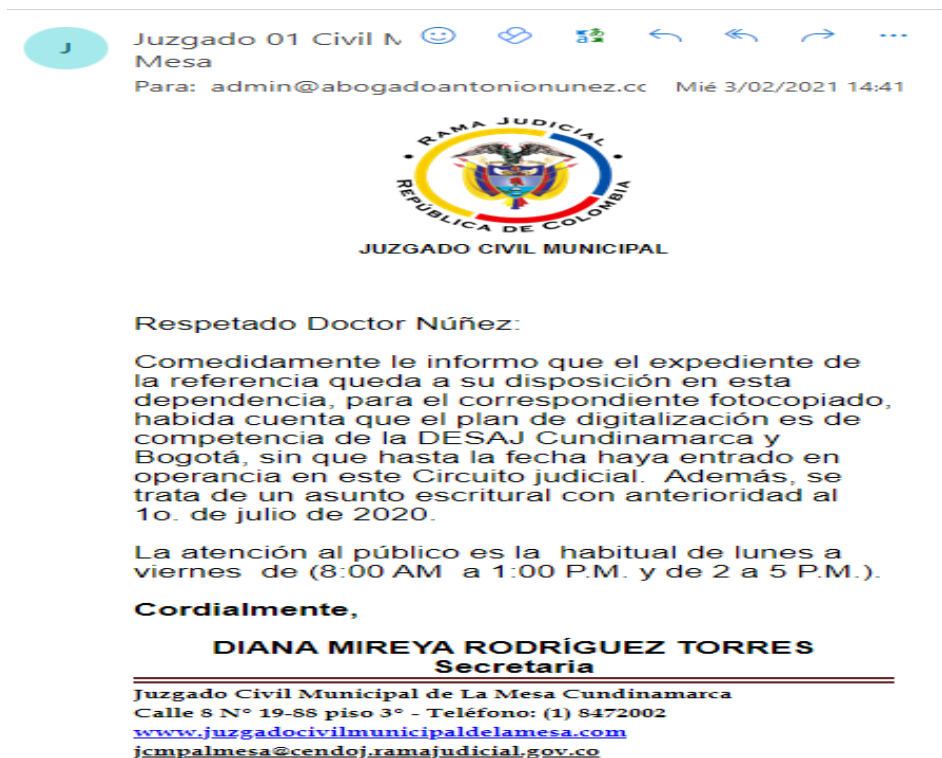 J
Juzgado 01 Civil M
Mesa
Para: admin@abogadoantonionunez.cc Mié 3/02/2021 14:41
RAMA JUDICIAL
REPÚBLICA DE COLOMBIA
JUZGADO CIVIL MUNICIPAL
Respetado Doctor Núñez:
Comedidamente le informo que el expediente de
la referencia queda a su disposición en esta
dependencia, para el correspondiente fotocopiado,
habida cuenta que el plan de digitalización es de
competencia de la DESAJ Cundinamarca y
Bogotá, sin que hasta la fecha haya entrado en
operancia en este Circuito judicial. Además, se
trata de un asunto escritural con anterioridad al
1o. de julio de 2020.
La atención al público es la habitual de lunes a
viernes de (8:00 AM a 1:00 P.M. y de 2 a 5 P.M.).
Cordialmente,
DIANA MIREYA RODRÍGUEZ TORRES
Secretaria
Juzgado Civil Municipal de La Mesa Cundinamarca
Calle 8 N° 19-88 piso 3° - Teléfono: (1) 8472002
www.juzgadocivilmunicipaldelamesa.com
jcmpalmesa@cendoj.ramajudicial.gov.co